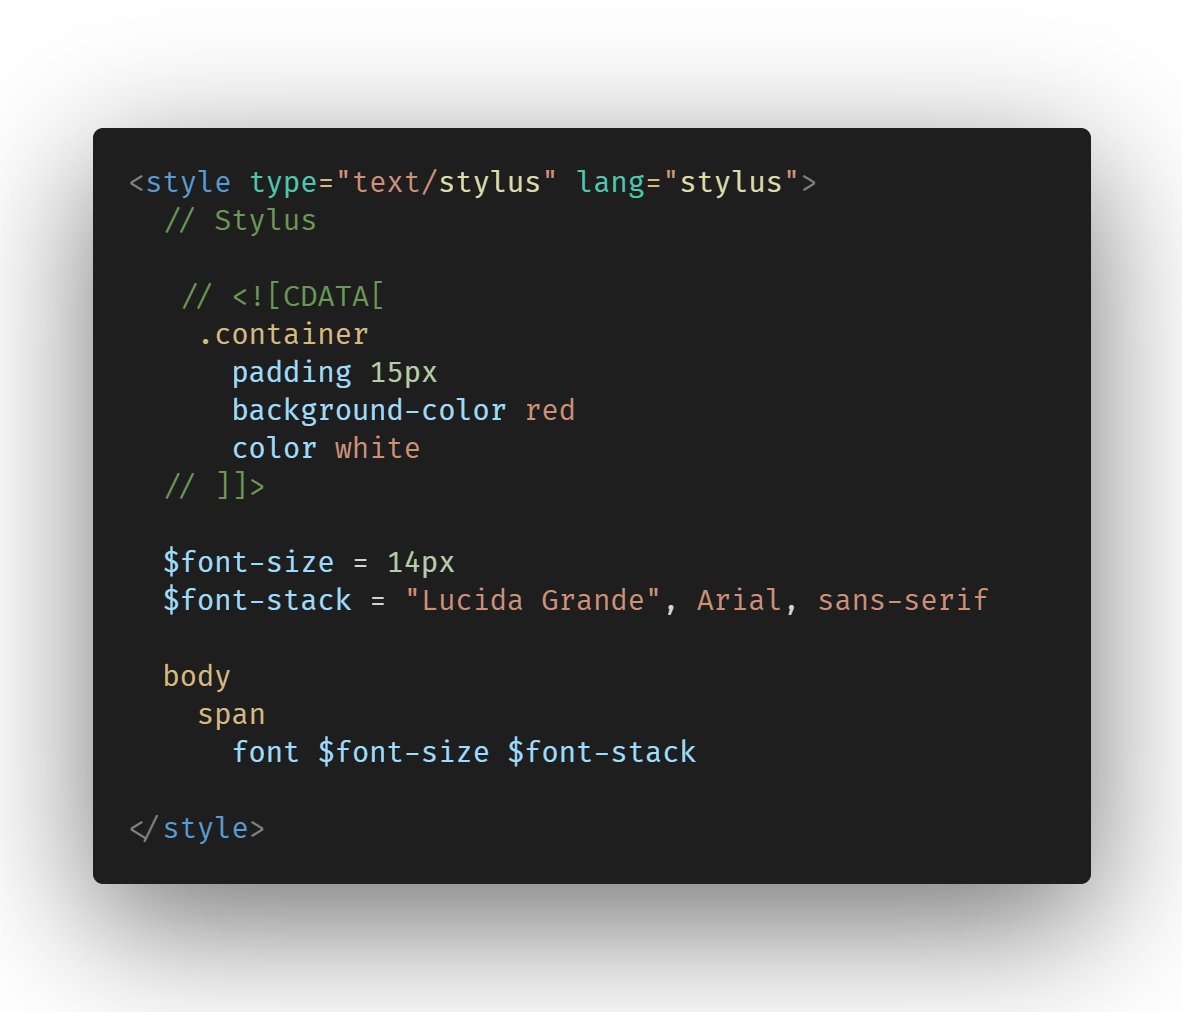 <style type="text/stylus" lang="stylus">
  // Stylus

   // <![CDATA[
    .container
      padding 15px
      background-color red
      color white
  // ]]>

  $font-size = 14px
  $font-stack = "Lucida Grande", Arial, sans-serif

  body
    span
      font $font-size $font-stack

</style>